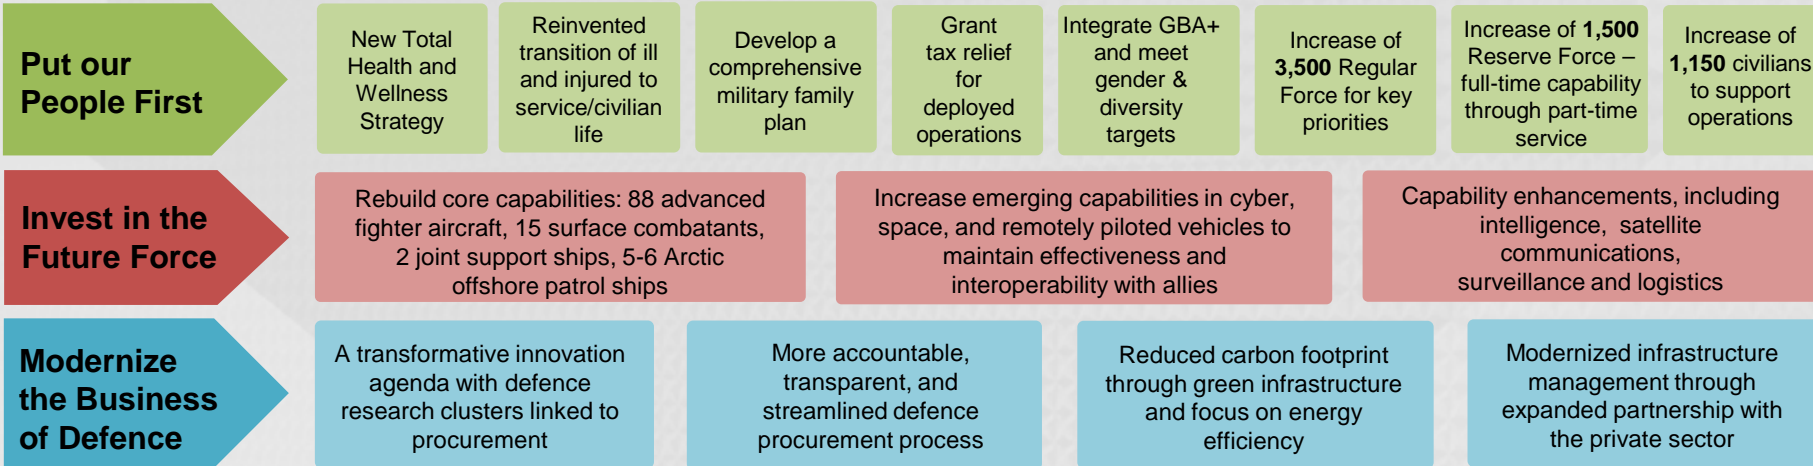 Put our
People First
New Total
Health and
Wellness
Strategy
Reinvented
transition of ill
and injured to
service/civilian
life
Develop a
comprehensive
military family
plan
Grant
tax relief
for
deployed
operations
Integrate GBA+
and meet
gender &
diversity
targets
Increase of
3,500 Regular
Force for key
priorities
Increase of 1,500
Reserve Force –
full-time capability
through part-time
service
Increase of
1,150 civilians
to support
operations
Invest in the
Future Force
Rebuild core capabilities: 88 advanced
fighter aircraft, 15 surface combatants,
2 joint support ships, 5-6 Arctic
offshore patrol ships
Increase emerging capabilities in cyber,
space, and remotely piloted vehicles to
maintain effectiveness and
interoperability with allies
Capability enhancements, including
intelligence, satellite
communications,
surveillance and logistics
Modernize
the Business
of Defence
A transformative innovation
agenda with defence
research clusters linked to
procurement
More accountable,
transparent, and
streamlined defence
procurement process
Reduced carbon footprint
through green infrastructure
and focus on energy
efficiency
Modernized infrastructure
management through
expanded partnership with
the private sector